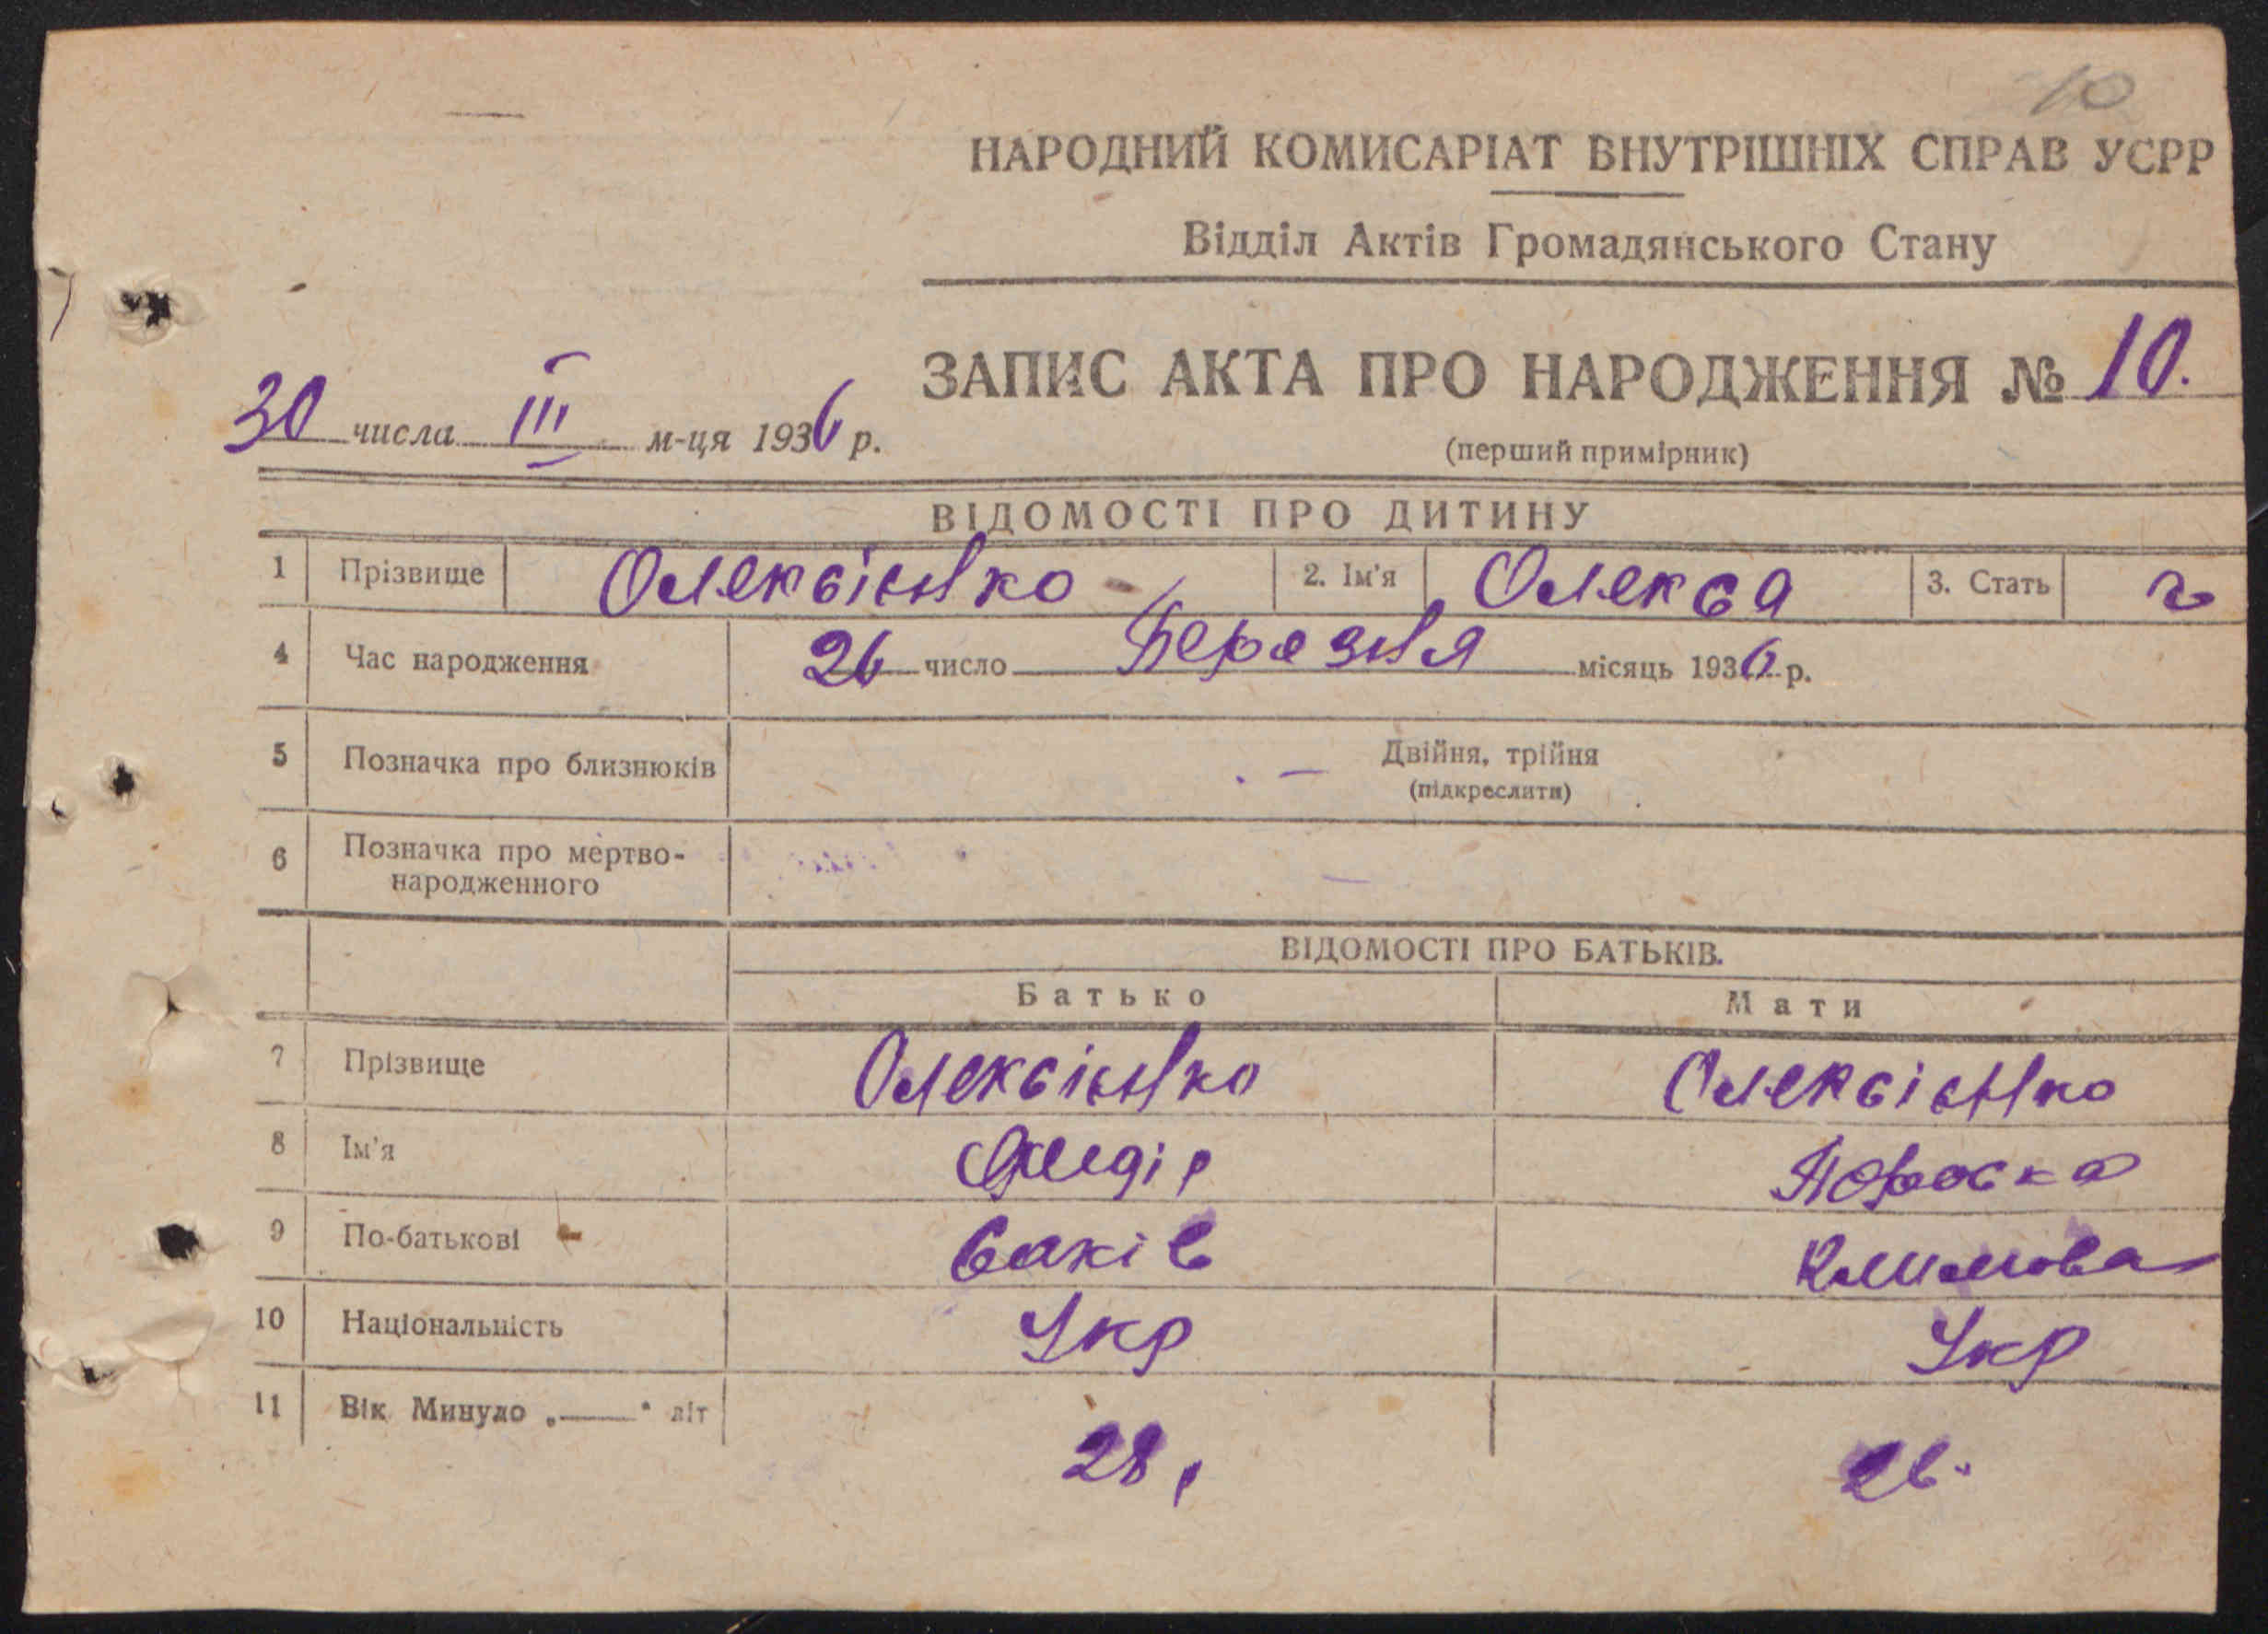 10
НАРОДНИЙ КОМИСАРІАТ ВНУТРІШНІХ СПРАВ УСРР
Відділ Актів Громадянського Стану
ЗАПИС АКТА ПРО НАРОДЖЕННЯ № 10.
30 числа III м-ця 1936 р.
(перший примірник)
ВІДОМОСТІ ПРО ДИТИНУ
1 Прізвище Олексієнко 2. Ім'я Олекса 3. Стать ч
4 Час народження 26 число Березня місяць 1936 р.
5 Позначка про близнюків — Двійня, трійня
(підкреслити)
6 Позначка про мертво-
народженного —
ВІДОМОСТІ ПРО БАТЬКІВ.
Батько Мати
7 Прізвище Олексієнко Олексієнко
8 Ім'я Параска
9 По-батькові Климова
10 Національність Укр Укр
11 Вік Минуло „——" літ 28, 26.